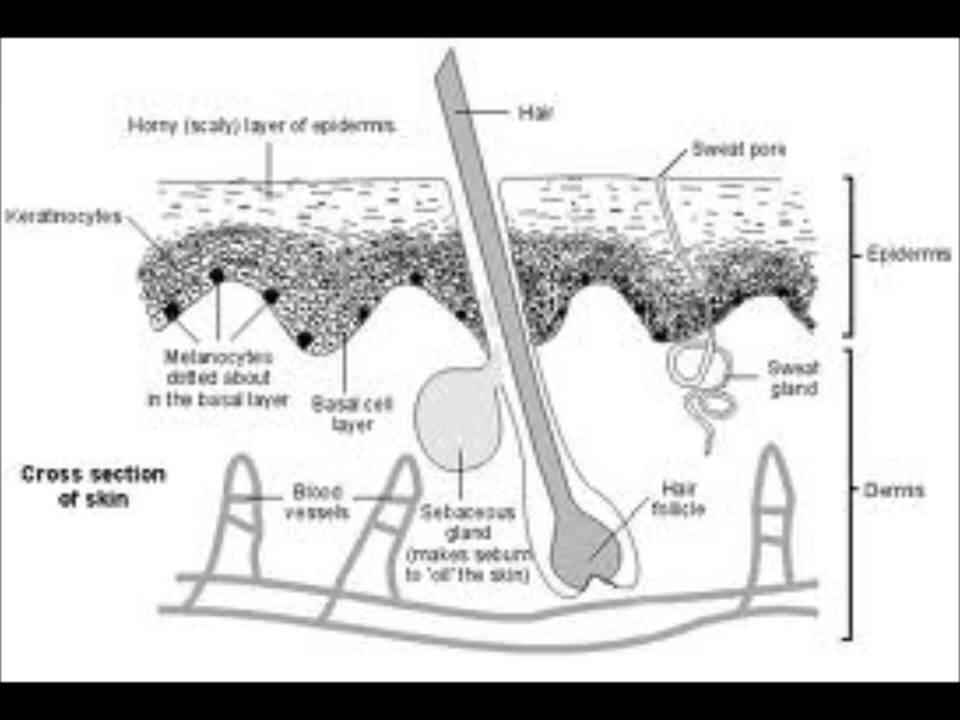 Hair
Horny (scaly) layer of epidermis
Sweat pore
Keratinocytes
Epidermis
Melanocytes
dotted about
in the basal layer
Basal cell
layer
Sweat
gland
Cross section
of skin
Blood
vessels
Sebaceous
gland
(makes sebum
to 'oil' the skin)
Hair
follicle
Dermis